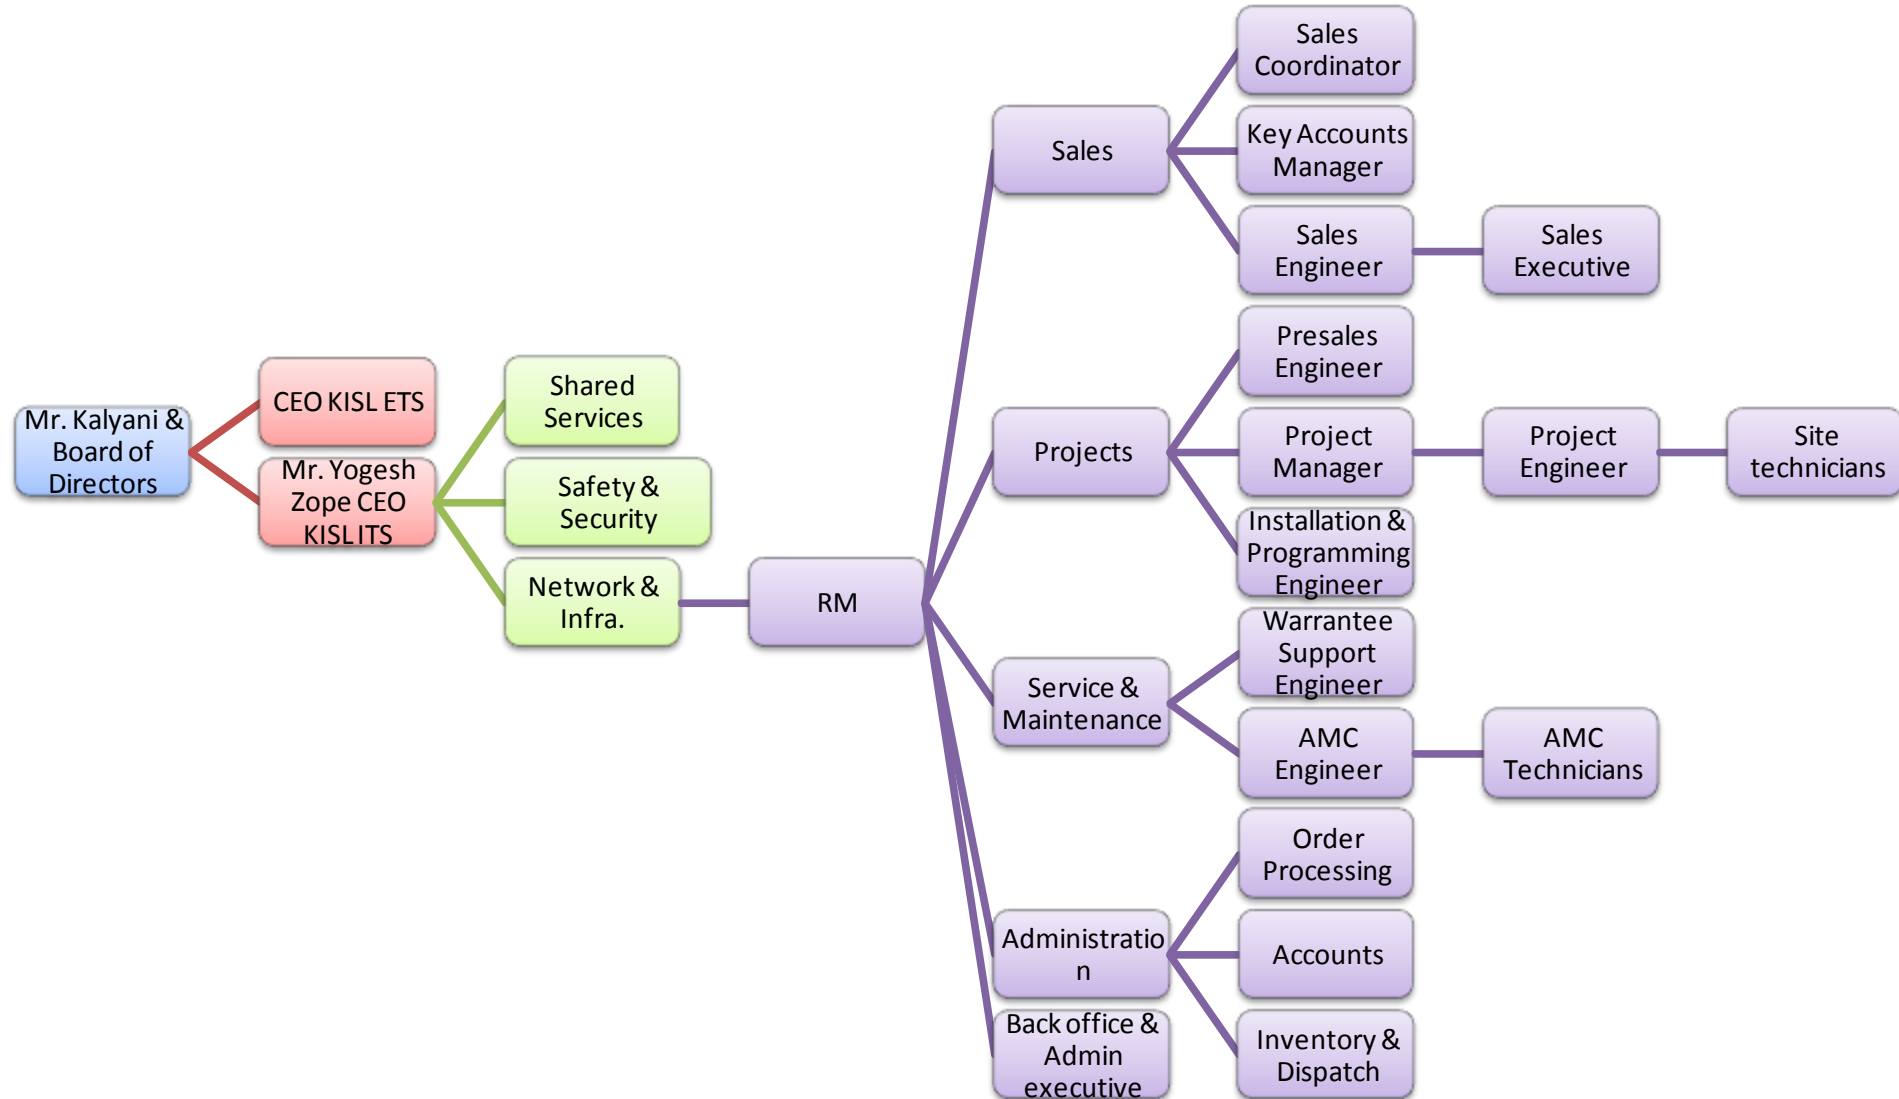 Mr. Kalyani &
Board of
Directors
CEO KISL ETS
Mr. Yogesh
Zope CEO
KISL ITS
Shared
Services
Safety &
Security
Network &
Infra.
RM
Sales
Sales
Coordinator
Key Accounts
Manager
Sales
Engineer
Sales
Executive
Projects
Presales
Engineer
Project
Manager
Project
Engineer
Site
technicians
Installation &
Programming
Engineer
Service &
Maintenance
Warrantee
Support
Engineer
AMC
Engineer
AMC
Technicians
Administratio
n
Order
Processing
Accounts
Inventory &
Dispatch
Back office &
Admin
executive